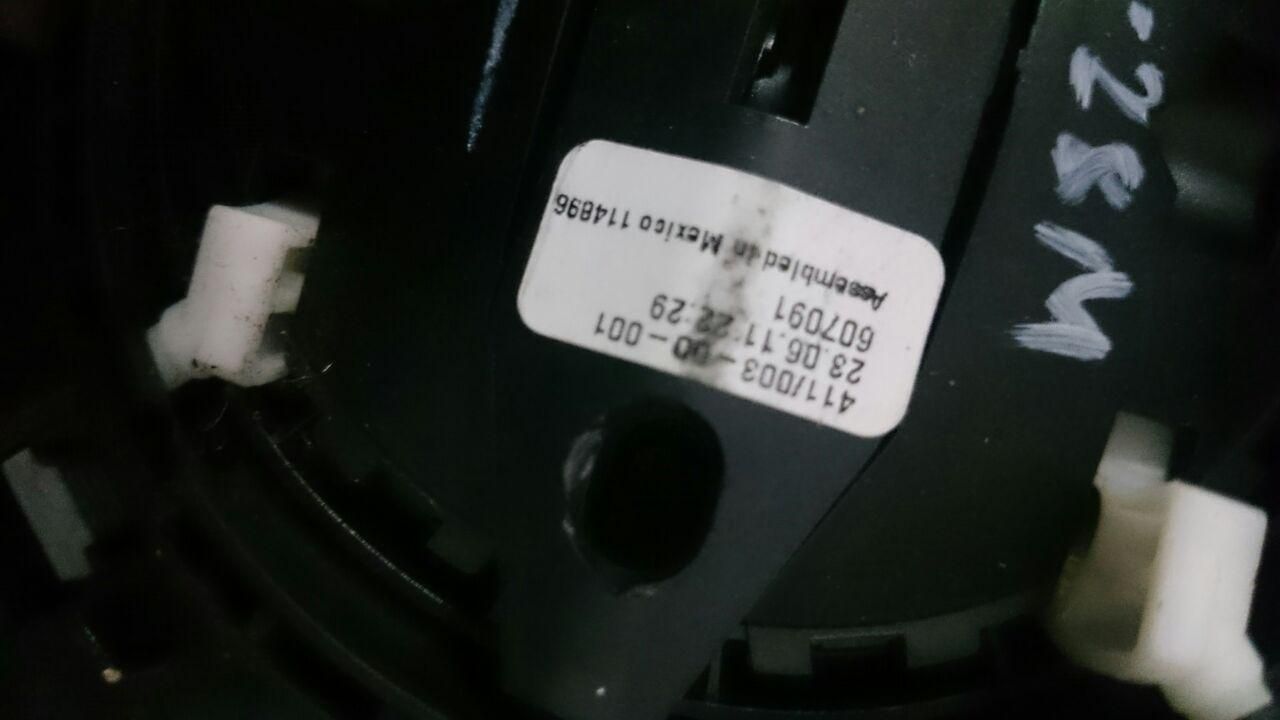 411/003-00-001
23.06.11 22:29
607091
Assembled in Mexico 114896